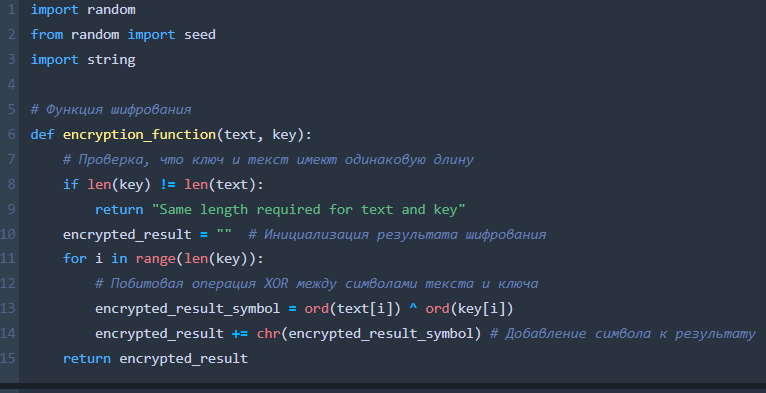 1 import random
2 from random import seed
3 import string
4
5 # Функция шифрования
6 def encryption_function(text, key):
7     # Проверка, что ключ и текст имеют одинаковую длину
8     if len(key) != len(text):
9         return "Same length required for text and key"
10     encrypted_result = ""  # Инициализация результата шифрования
11     for i in range(len(key)):
12         # Побитовая операция XOR между символами текста и ключа
13         encrypted_result_symbol = ord(text[i]) ^ ord(key[i])
14         encrypted_result += chr(encrypted_result_symbol) # Добавление символа к результату
15     return encrypted_result